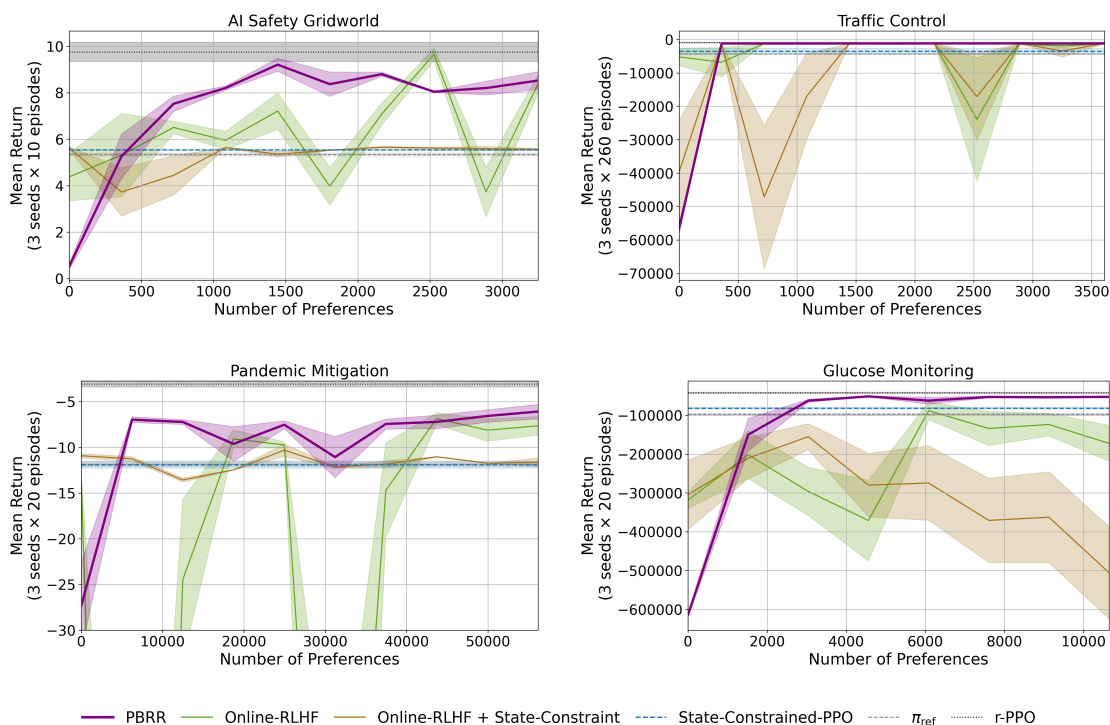 AI Safety Gridworld
Mean Return
(3 seeds × 10 episodes)
10
8
6
4
2
0
0 500 1000 1500 2000 2500 3000
Number of Preferences
Traffic Control
Mean Return
(3 seeds × 260 episodes)
0
−10000
−20000
−30000
−40000
−50000
−60000
−70000
0 500 1000 1500 2000 2500 3000 3500
Number of Preferences
Pandemic Mitigation
Mean Return
(3 seeds × 20 episodes)
−5
−10
−15
−20
−25
−30
0 10000 20000 30000 40000 50000
Number of Preferences
Glucose Monitoring
Mean Return
(3 seeds × 20 episodes)
−100000
−200000
−300000
−400000
−500000
−600000
0 2000 4000 6000 8000 10000
Number of Preferences
PBRR Online-RLHF Online-RLHF + State-Constraint State-Constrained-PPO π_ref r-PPO